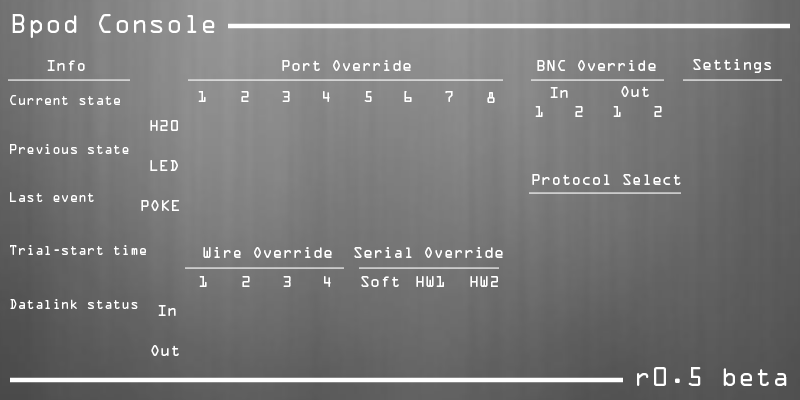 Bpod Console
Info
Port Override
BNC Override
Settings
Current state
1 2 3 4 5 6 7 8
In Out
1 2 1 2
H2O
Previous state
LED
Protocol Select
Last event
POKE
Trial-start time
Wire Override
Serial Override
1 2 3 4
Soft HW1 HW2
Datalink status
In
Out
r0.5 beta